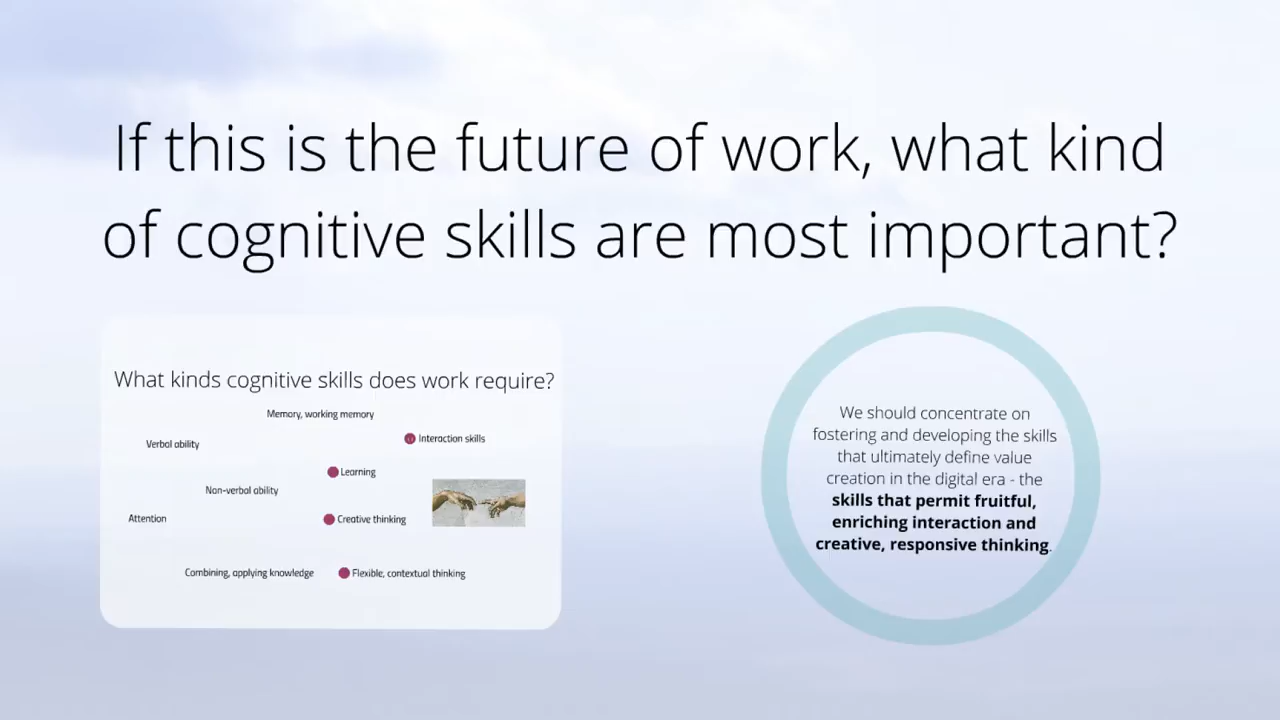 If this is the future of work, what kind
of cognitive skills are most important?
What kinds cognitive skills does work require?
Memory, working memory
Verbal ability
Interaction skills
Learning
Non-verbal ability
Attention
Creative thinking
Combining, applying knowledge
Flexible, contextual thinking
We should concentrate on
fostering and developing the skills
that ultimately define value
creation in the digital era - the
skills that permit fruitful,
enriching interaction and
creative, responsive thinking.